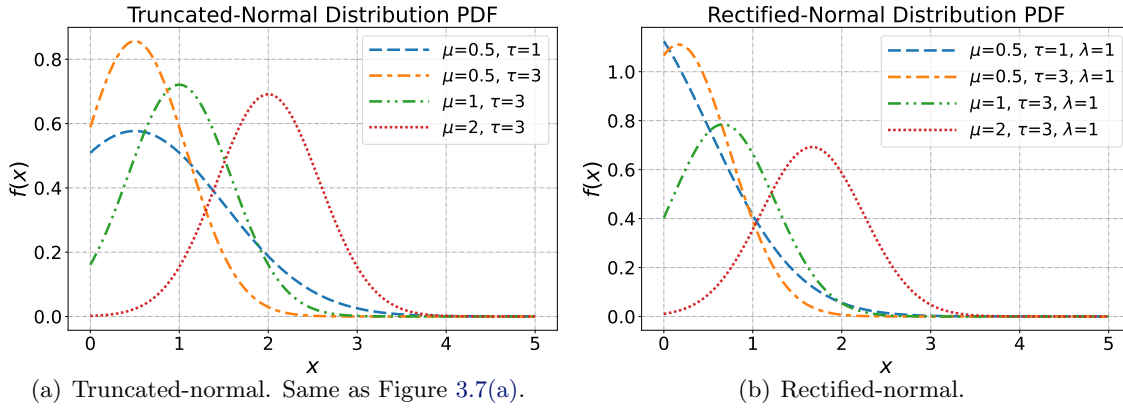 Truncated-Normal Distribution PDF
f(x)
0.8
0.6
0.4
0.2
0.0
μ=0.5, τ=1
μ=0.5, τ=3
μ=1, τ=3
μ=2, τ=3
0 1 2 3 4 5
x
(a) Truncated-normal. Same as Figure 3.7(a).
Rectified-Normal Distribution PDF
f(x)
1.0
0.8
0.6
0.4
0.2
0.0
μ=0.5, τ=1, λ=1
μ=0.5, τ=3, λ=1
μ=1, τ=3, λ=1
μ=2, τ=3, λ=1
0 1 2 3 4 5
x
(b) Rectified-normal.